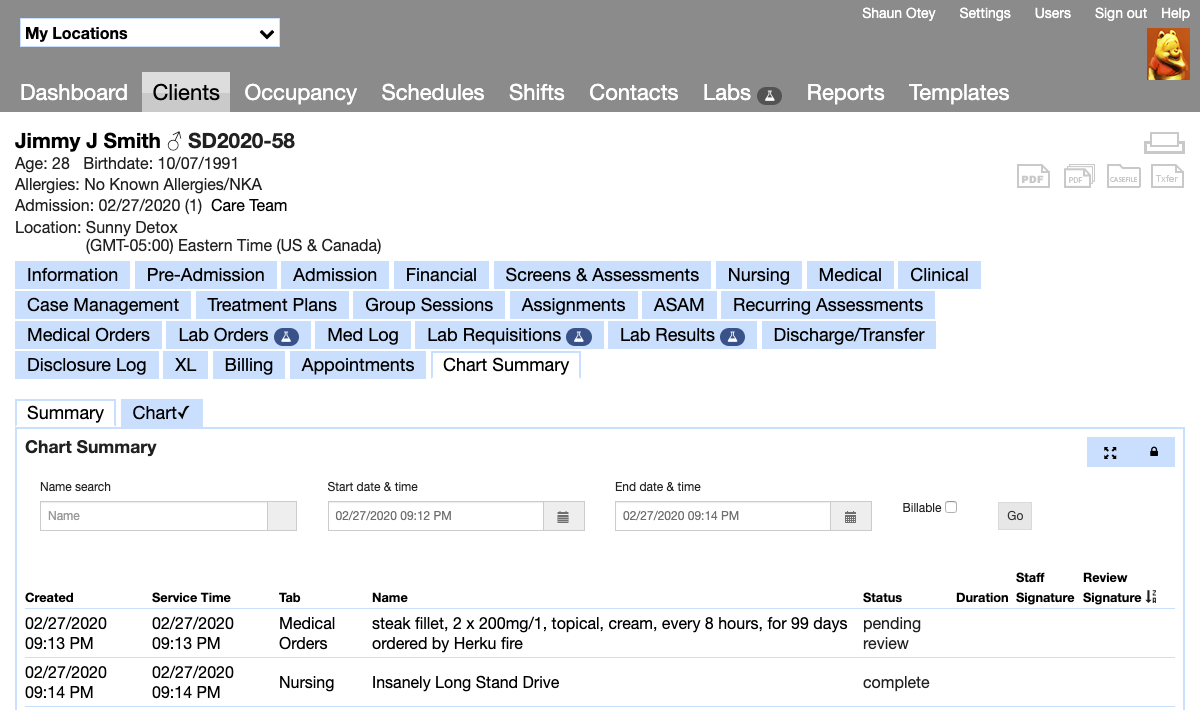 Shaun Otey Settings Users Sign out Help
My Locations
Dashboard Clients Occupancy Schedules Shifts Contacts Labs Reports Templates
Jimmy J Smith ♂ SD2020-58
Age: 28 Birthdate: 10/07/1991
Allergies: No Known Allergies/NKA
Admission: 02/27/2020 (1) Care Team
PDF PDF CASEFILE Txfer
Location: Sunny Detox
(GMT-05:00) Eastern Time (US & Canada)
Information Pre-Admission Admission Financial Screens & Assessments Nursing Medical Clinical
Case Management Treatment Plans Group Sessions Assignments ASAM Recurring Assessments
Medical Orders Lab Orders Med Log Lab Requisitions Lab Results Discharge/Transfer
Disclosure Log XL Billing Appointments Chart Summary
Summary Chart✓
Chart Summary
Name search Start date & time End date & time
Name 02/27/2020 09:12 PM 02/27/2020 09:14 PM Billable Go
Staff Review
Created Service Time Tab Name Status Duration Signature Signature
02/27/2020 02/27/2020 Medical steak fillet, 2 x 200mg/1, topical, cream, every 8 hours, for 99 days pending
09:13 PM 09:13 PM Orders ordered by Herku fire review
02/27/2020 02/27/2020
Nursing Insanely Long Stand Drive complete
09:14 PM 09:14 PM